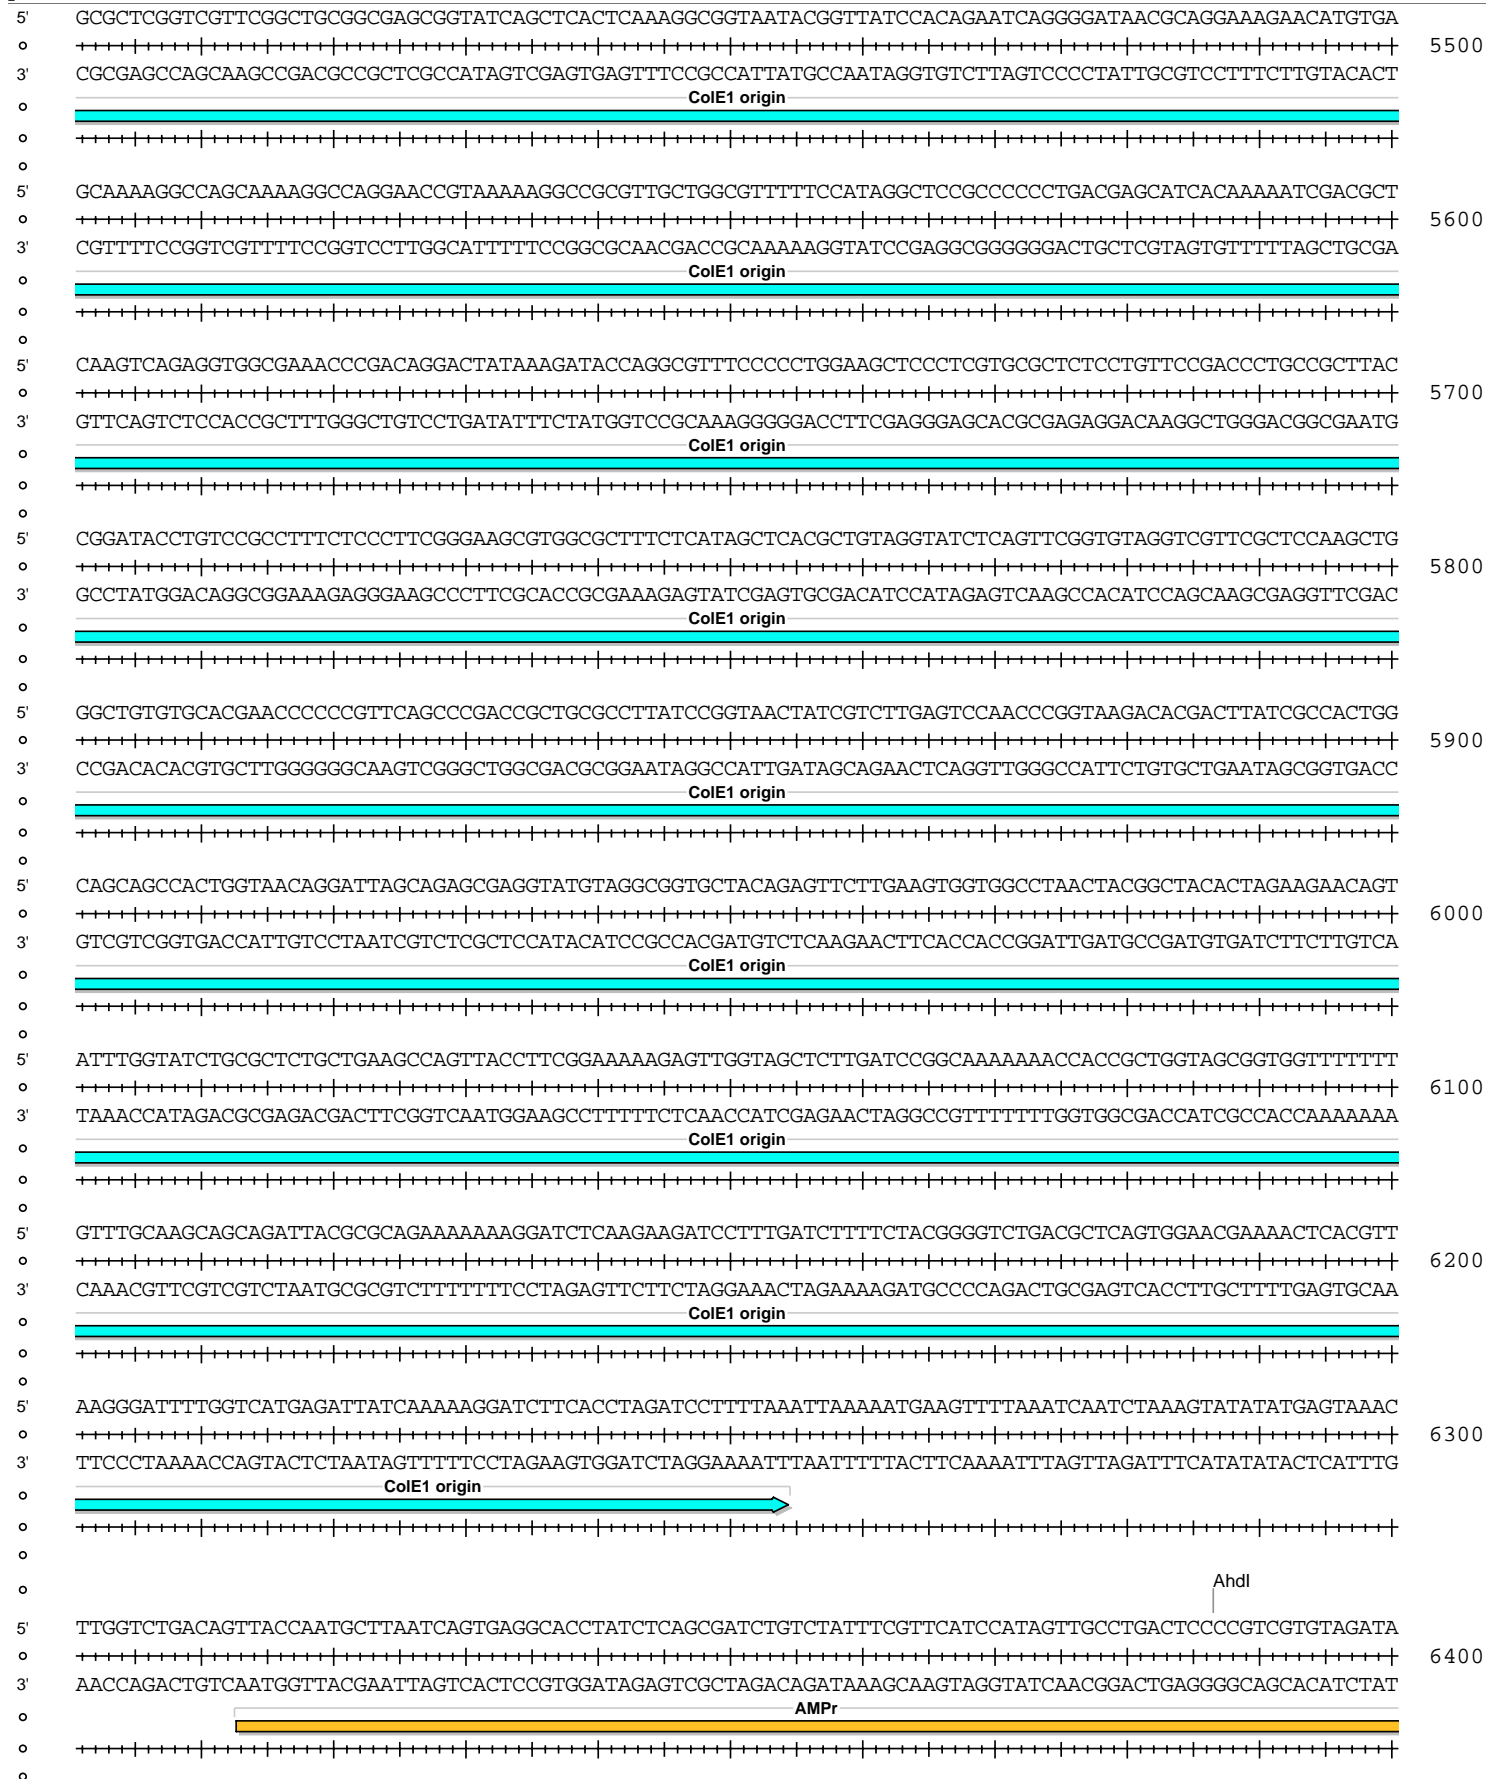 5' GCGCTCGGTCGTTCGGCTGCGGCGAGCGGTATCAGCTCACTCAAAGGCGGTAATACGGTTATCCACAGAATCAGGGGATAACGCAGGAAAGAACATGTGA
5500
3' CGCGAGCCAGCAAGCCGACGCCGCTCGCCATAGTCGAGTGAGTTTCCGCCATTATGCCAATAGGTGTCTTAGTCCCCTATTGCGTCCTTTCTTGTACACT
ColE1 origin
5' GCAAAAGGCCAGCAAAAGGCCAGGAACCGTAAAAAGGCCGCGTTGCTGGCGTTTTTCCATAGGCTCCGCCCCCCTGACGAGCATCACAAAAATCGACGCT
5600
3' CGTTTTCCGGTCGTTTTCCGGTCCTTGGCATTTTTCCGGCGCAACGACCGCAAAAAGGTATCCGAGGCGGGGGGACTGCTCGTAGTGTTTTTAGCTGCGA
ColE1 origin
5' CAAGTCAGAGGTGGCGAAACCCGACAGGACTATAAAGATACCAGGCGTTTCCCCCTGGAAGCTCCCTCGTGCGCTCTCCTGTTCCGACCCTGCCGCTTAC
5700
3' GTTCAGTCTCCACCGCTTTGGGCTGTCCTGATATTTCTATGGTCCGCAAAGGGGGACCTTCGAGGGAGCACGCGAGAGGACAAGGCTGGGACGGCGAATG
ColE1 origin
5' CGGATACCTGTCCGCCTTTCTCCCTTCGGGAAGCGTGGCGCTTTCTCATAGCTCACGCTGTAGGTATCTCAGTTCGGTGTAGGTCGTTCGCTCCAAGCTG
5800
3' GCCTATGGACAGGCGGAAAGAGGGAAGCCCTTCGCACCGCGAAAGAGTATCGAGTGCGACATCCATAGAGTCAAGCCACATCCAGCAAGCGAGGTTCGAC
ColE1 origin
5' GGCTGTGTGCACGAACCCCCCGTTCAGCCCGACCGCTGCGCCTTATCCGGTAACTATCGTCTTGAGTCCAACCCGGTAAGACACGACTTATCGCCACTGG
5900
3' CCGACACACGTGCTTGGGGGGCAAGTCGGGCTGGCGACGCGGAATAGGCCATTGATAGCAGAACTCAGGTTGGGCCATTCTGTGCTGAATAGCGGTGACC
ColE1 origin
5' CAGCAGCCACTGGTAACAGGATTAGCAGAGCGAGGTATGTAGGCGGTGCTACAGAGTTCTTGAAGTGGTGGCCTAACTACGGCTACACTAGAAGAACAGT
6000
3' GTCGTCGGTGACCATTGTCCTAATCGTCTCGCTCCATACATCCGCCACGATGTCTCAAGAACTTCACCACCGGATTGATGCCGATGTGATCTTCTTGTCA
ColE1 origin
5' ATTTGGTATCTGCGCTCTGCTGAAGCCAGTTACCTTCGGAAAAAGAGTTGGTAGCTCTTGATCCGGCAAAAAAACCACCGCTGGTAGCGGTGGTTTTTTT
6100
3' TAAACCATAGACGCGAGACGACTTCGGTCAATGGAAGCCTTTTTCTCAACCATCGAGAACTAGGCCGTTTTTTTGGTGGCGACCATCGCCACCAAAAAAA
ColE1 origin
5' GTTTGCAAGCAGCAGATTACGCGCAGAAAAAAAGGATCTCAAGAAGATCCTTTGATCTTTTCTACGGGGTCTGACGCTCAGTGGAACGAAAACTCACGTT
6200
3' CAAACGTTCGTCGTCTAATGCGCGTCTTTTTTTCCTAGAGTTCTTCTAGGAAACTAGAAAAGATGCCCCAGACTGCGAGTCACCTTGCTTTTGAGTGCAA
ColE1 origin
5' AAGGGATTTTGGTCATGAGATTATCAAAAAGGATCTTCACCTAGATCCTTTTAAATTAAAAATGAAGTTTTAAATCAATCTAAAGTATATATGAGTAAAC
6300
3' TTCCCTAAAACCAGTACTCTAATAGTTTTTCCTAGAAGTGGATCTAGGAAAATTTAATTTTTACTTCAAAATTTAGTTAGATTTCATATATACTCATTTG
ColE1 origin
AhdI
5' TTGGTCTGACAGTTACCAATGCTTAATCAGTGAGGCACCTATCTCAGCGATCTGTCTATTTCGTTCATCCATAGTTGCCTGACTCCCCGTCGTGTAGATA
6400
3' AACCAGACTGTCAATGGTTACGAATTAGTCACTCCGTGGATAGAGTCGCTAGACAGATAAAGCAAGTAGGTATCAACGGACTGAGGGGCAGCACATCTAT
AMPr